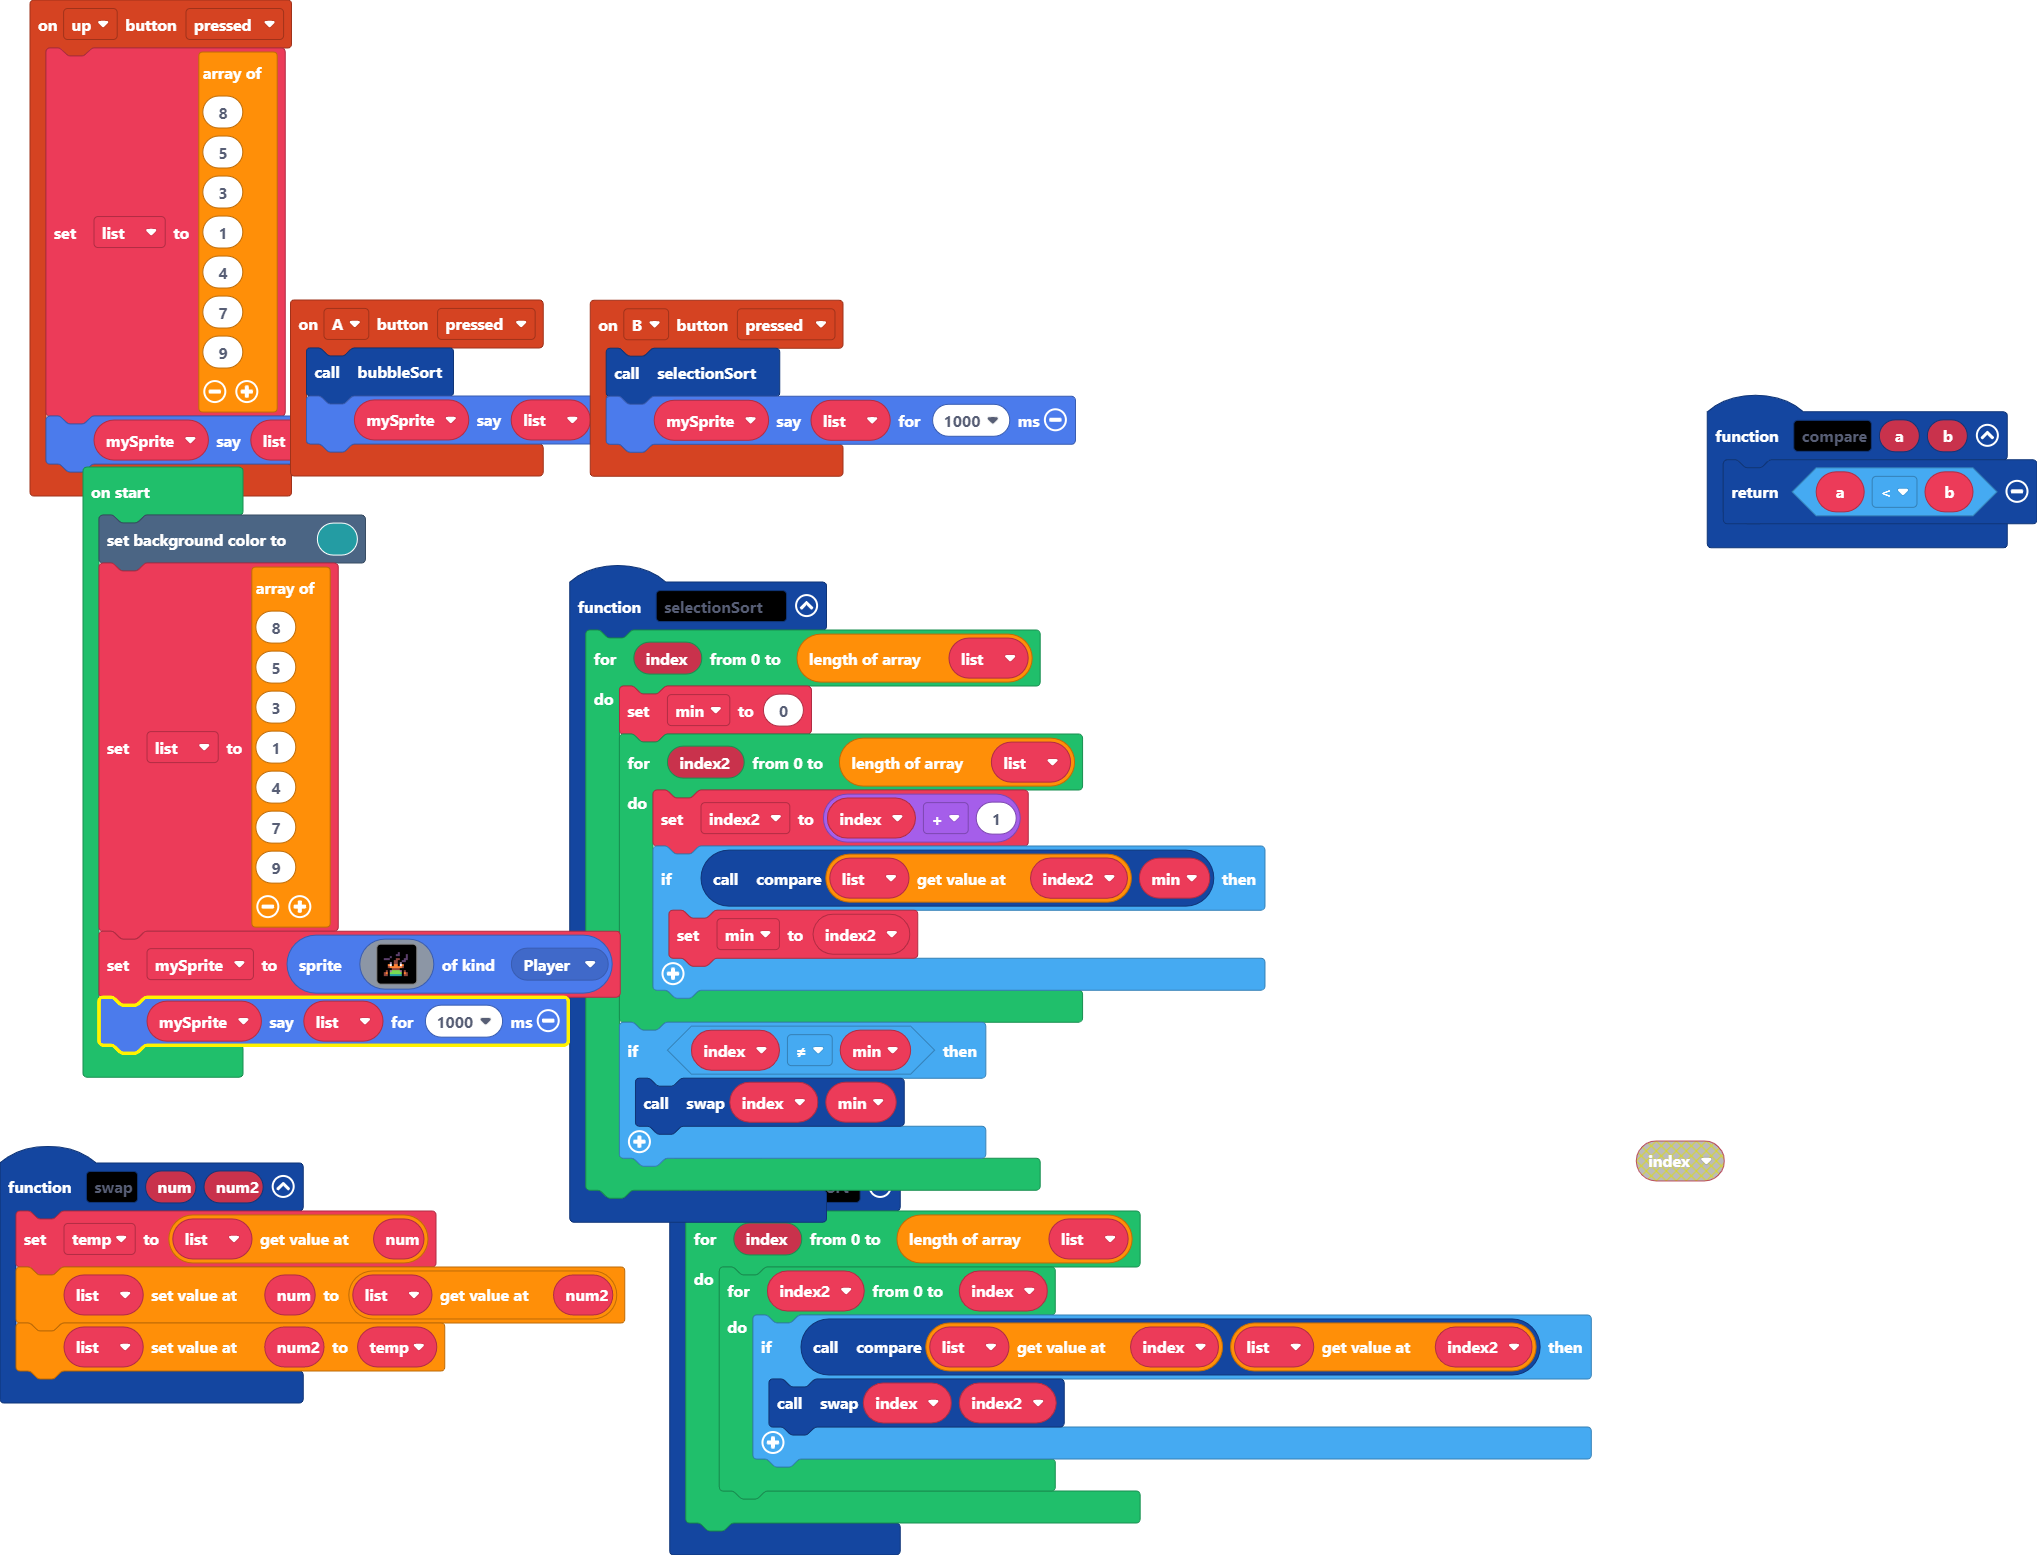 on up button pressed
set list to array of
8
5
3
1
4
7
9
mySprite say list
on A button pressed
call bubbleSort
mySprite say list
on B button pressed
call selectionSort
mySprite say list for 1000 ms
function compare a b
return a < b
on start
set background color to
set list to array of
8
5
3
1
4
7
9
set mySprite to sprite of kind Player
mySprite say list for 1000 ms
function selectionSort
for index from 0 to length of array list
do set min to 0
for index2 from 0 to length of array list
do set index2 to index + 1
if call compare list get value at index2 min then
set min to index2
if index ≠ min then
call swap index min
index
function swap num num2
set temp to list get value at num
list set value at num to list get value at num2
list set value at num2 to temp
for index from 0 to length of array list
do for index2 from 0 to index
do if call compare list get value at index list get value at index2 then
call swap index index2